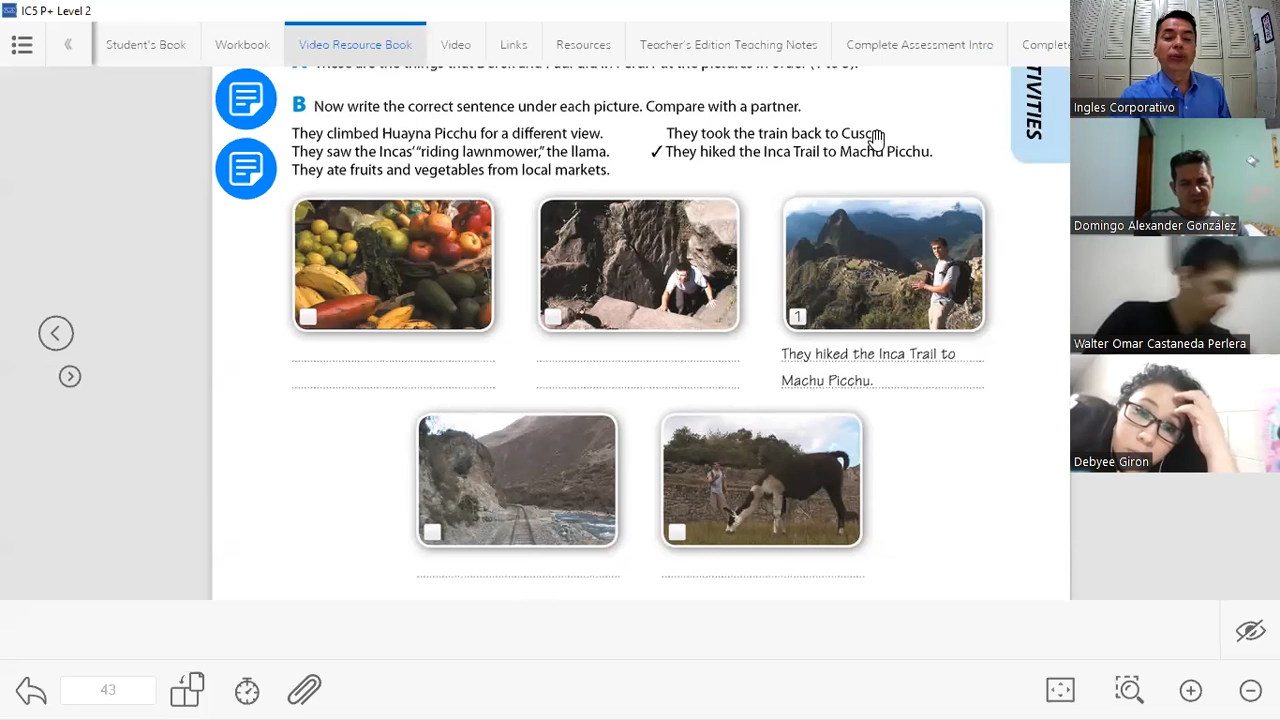 IC5 P+ Level 2
Student's Book
Workbook
Video Resource Book
Video
Links
Resources
Teacher's Edition Teaching Notes
Complete Assessment Intro
Complete
B Now write the correct sentence under each picture. Compare with a partner.
They climbed Huayna Picchu for a different view.
They took the train back to Cusco.
They saw the Incas' "riding lawnmower," the llama.
✓ They hiked the Inca Trail to Machu Picchu.
They ate fruits and vegetables from local markets.
1
They hiked the Inca Trail to
Machu Picchu.
TIVITIES
Ingles Corporativo
Domingo Alexander González
Walter Omar Castaneda Perlera
Debyee Giron
43